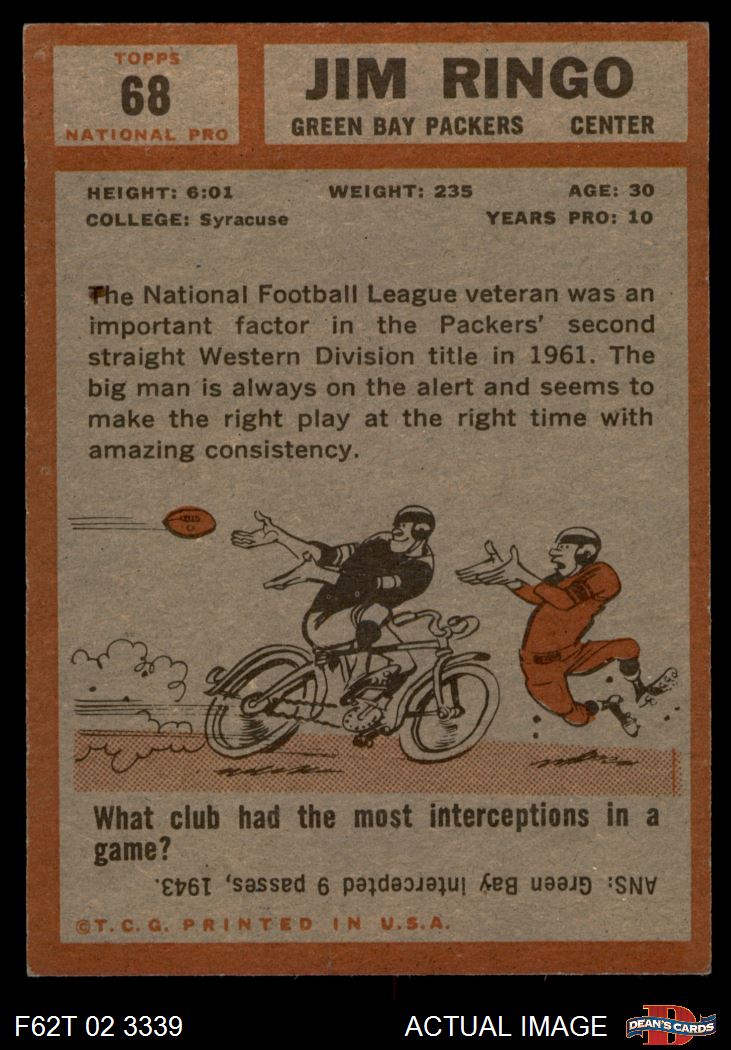 TOPPS
68
NATIONAL PRO
JIM RINGO
GREEN BAY PACKERS CENTER
HEIGHT: 6:01 WEIGHT: 235 AGE: 30
COLLEGE: Syracuse YEARS PRO: 10
The National Football League veteran was an
important factor in the Packers' second
straight Western Division title in 1961. The
big man is always on the alert and seems to
make the right play at the right time with
amazing consistency.
What club had the most interceptions in a
game?
ANS: Green Bay intercepted 9 passes, 1943.
©T.C.G. PRINTED IN U.S.A.
F62T 02 3339 ACTUAL IMAGE
DEAN'S CARDS